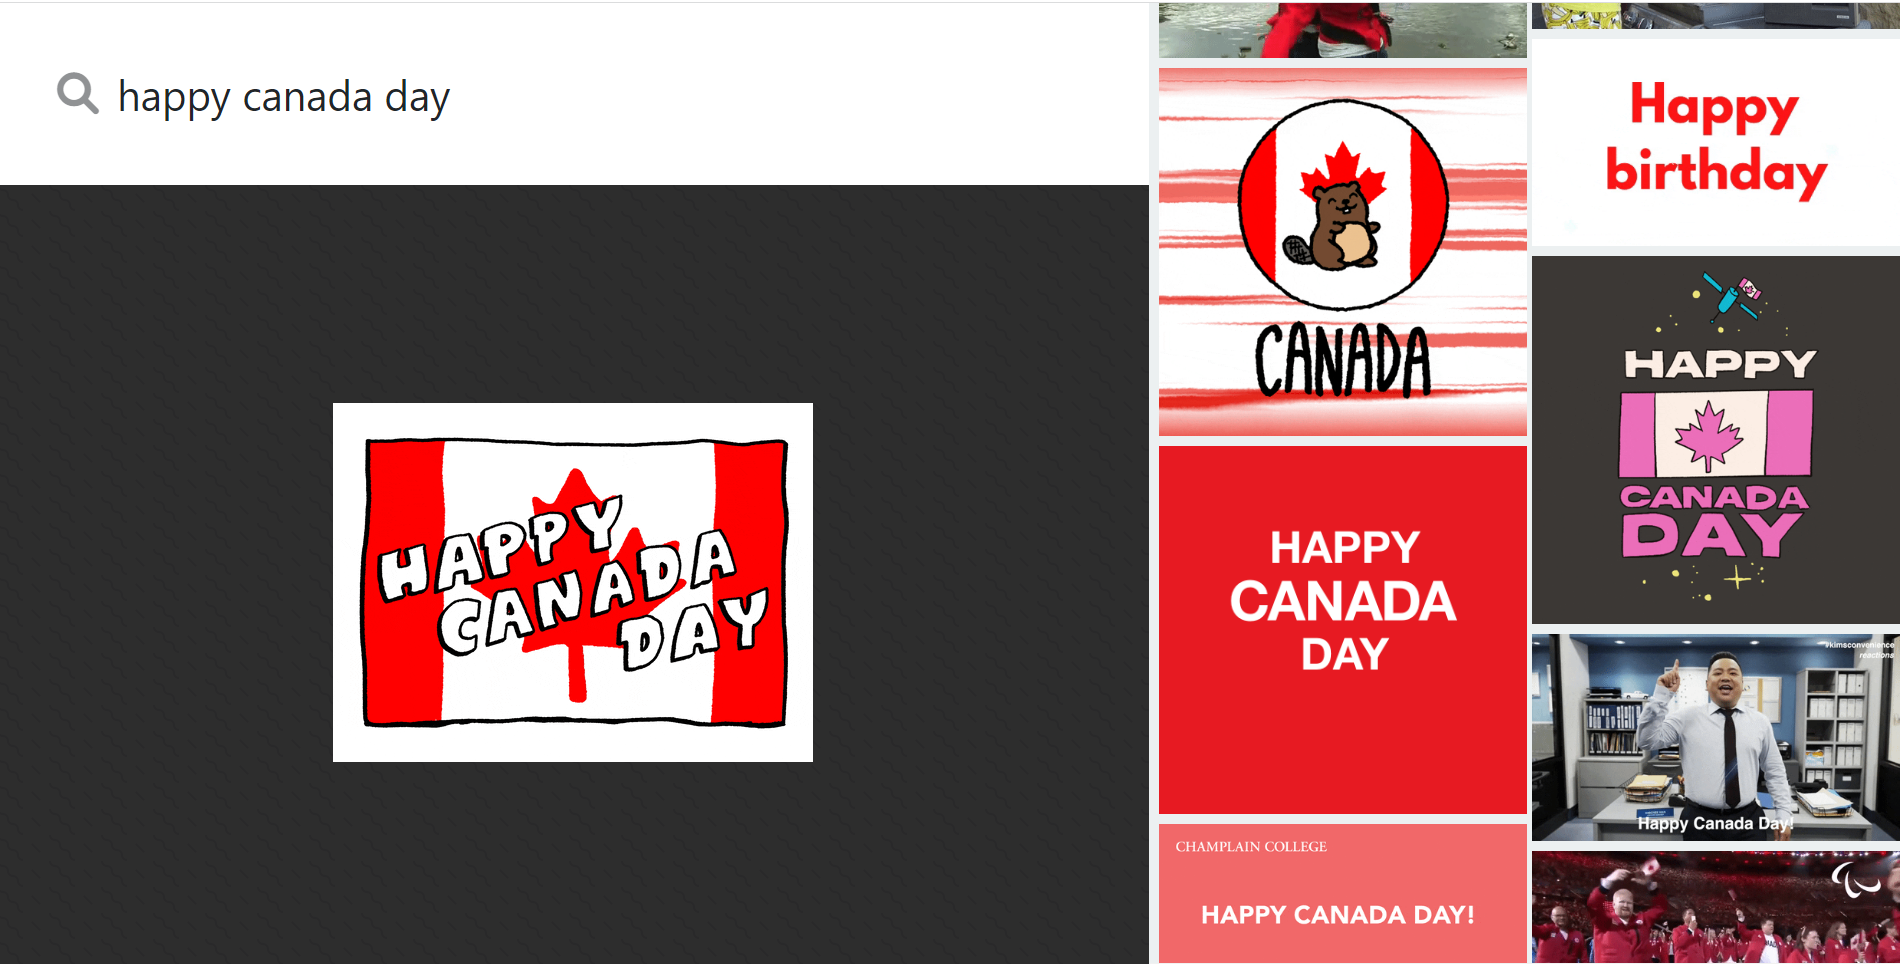 happy canada day
HAPPY
CANADA
DAY
CANADA
HAPPY
CANADA
DAY
CHAMPLAIN COLLEGE
HAPPY CANADA DAY!
Happy
birthday
HAPPY
CANADA
DAY
#kimsconvenience
reactions
Happy Canada Day!